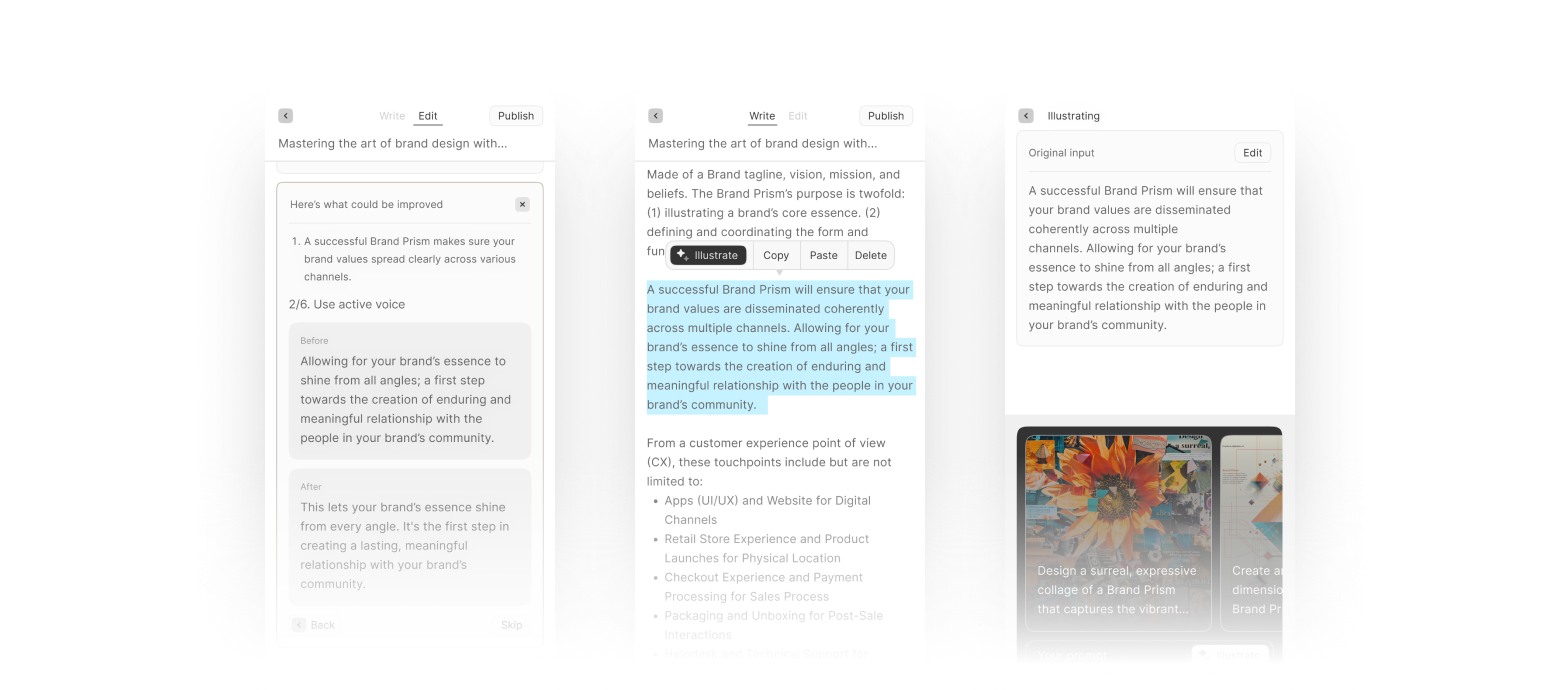 Write Edit Publish
Mastering the art of brand design with...
Here's what could be improved
1. A successful Brand Prism makes sure your
brand values spread clearly across various
channels.
2/6. Use active voice
Before
Allowing for your brand's essence to
shine from all angles; a first step
towards the creation of enduring and
meaningful relationship with the
people in your brand's community.
After
This lets your brand's essence shine
from every angle. It's the first step in
creating a lasting, meaningful
relationship with your brand's
community.
Back Skip
Write Edit Publish
Mastering the art of brand design with...
Made of a Brand tagline, vision, mission, and
beliefs. The Brand Prism's purpose is twofold:
(1) illustrating a brand's core essence. (2)
defining and coordinating the form and
fun
Illustrate Copy Paste Delete
A successful Brand Prism will ensure that your
brand values are disseminated coherently
across multiple channels. Allowing for your
brand's essence to shine from all angles; a first
step towards the creation of enduring and
meaningful relationship with the people in your
brand's community.
From a customer experience point of view
(CX), these touchpoints include but are not
limited to:
• Apps (UI/UX) and Website for Digital
Channels
• Retail Store Experience and Product
Launches for Physical Location
• Checkout Experience and Payment
Processing for Sales Process
• Packaging and Unboxing for Post-Sale
Interactions
• Helpdesk and Technical Support for
Illustrating
Original input Edit
A successful Brand Prism will ensure that
your brand values are disseminated
coherently across multiple
channels. Allowing for your brand's
essence to shine from all angles; a first
step towards the creation of enduring and
meaningful relationship with the people in
your brand's community.
Design
a surreal,
Design a surreal, expressive
collage of a Brand Prism
that captures the vibrant...
Create a
dimensio
Brand Pr